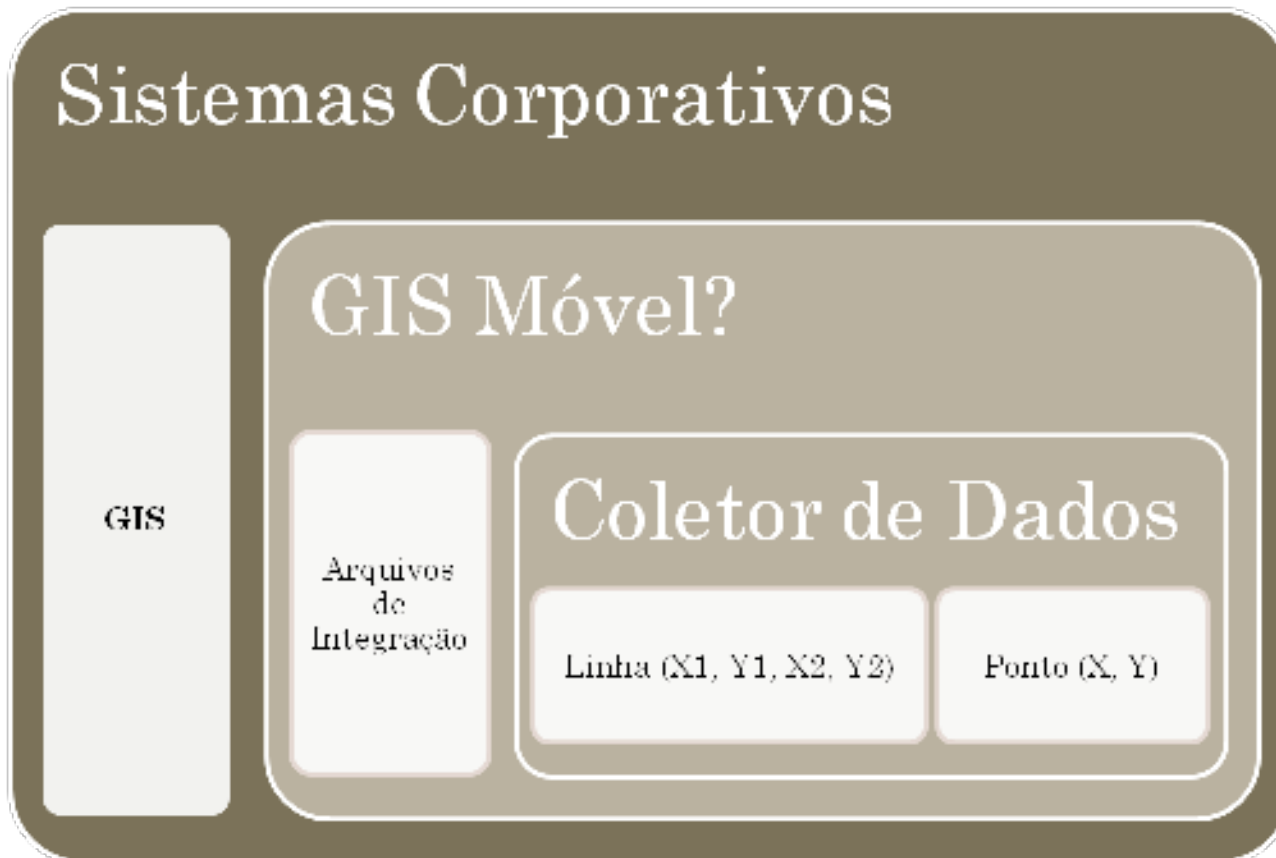 Sistemas Corporativos
GIS
GIS Móvel?
Arquivos
de
Integração
Coletor de Dados
Linha (X1, Y1, X2, Y2)
Ponto (X, Y)